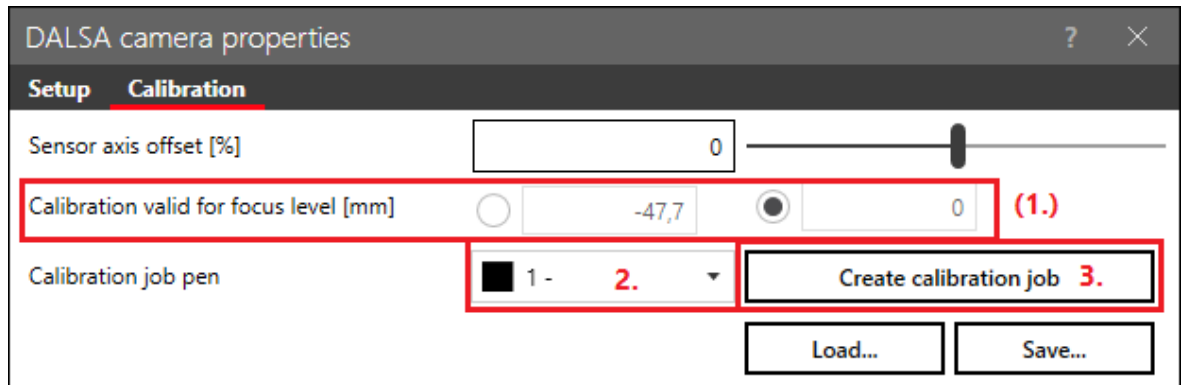 DALSA camera properties ?
Setup Calibration
Sensor axis offset [%] 0
Calibration valid for focus level [mm] -47,7 0 (1.)
Calibration job pen 1 - 2. Create calibration job 3.
Load... Save...